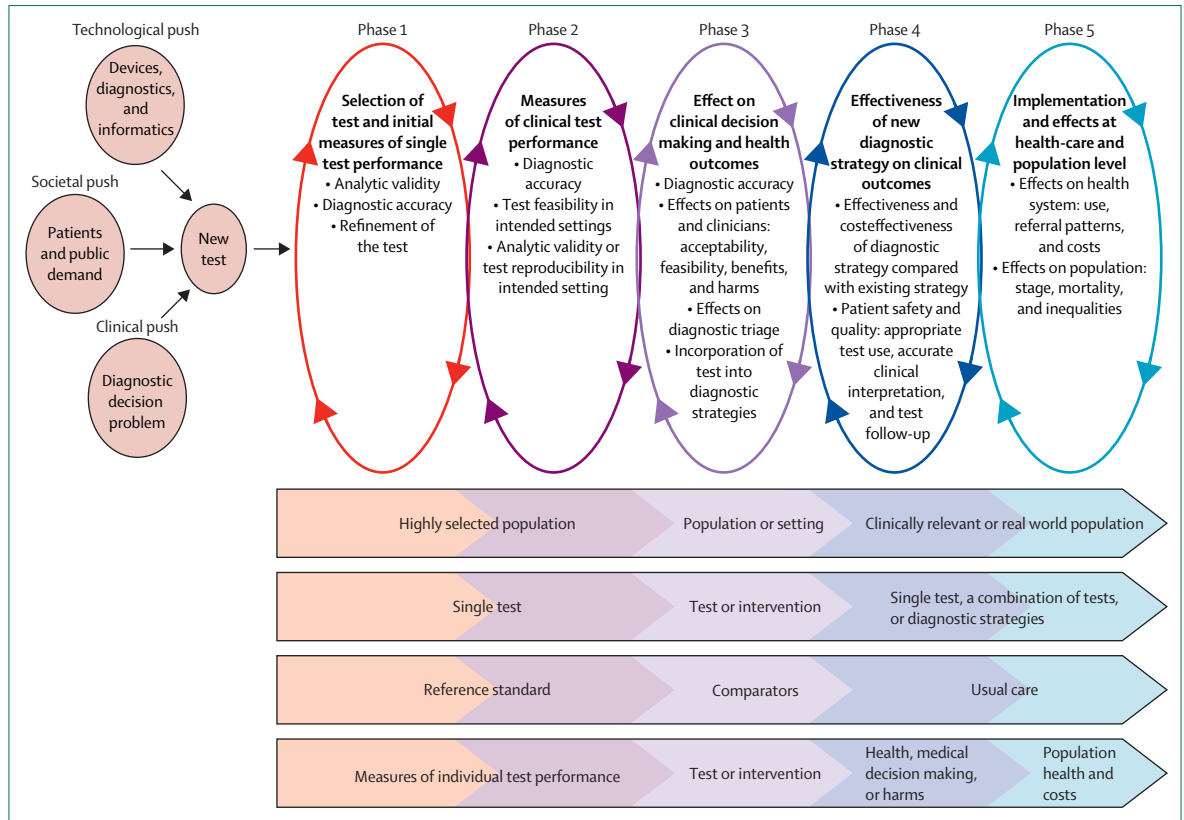 Technological push
Devices,
diagnostics,
and
informatics
Societal push
Patients
and public
demand
New
test
Clinical push
Diagnostic
decision
problem
Phase 1
Selection of
test and initial
measures of single
test performance
• Analytic validity
• Diagnostic accuracy
• Refinement of
the test
Phase 2
Measures
of clinical test
performance
• Diagnostic
accuracy
• Test feasibility in
intended settings
• Analytic validity or
test reproducibility in
intended setting
Phase 3
Effect on
clinical decision
making and health
outcomes
• Diagnostic accuracy
• Effects on patients
and clinicians:
acceptability,
feasibility, benefits,
and harms
• Effects on
diagnostic triage
• Incorporation of
test into
diagnostic
strategies
Phase 4
Effectiveness
of new
diagnostic
strategy on clinical
outcomes
• Effectiveness and
costeffectiveness
of diagnostic
strategy compared
with existing strategy
• Patient safety and
quality: appropriate
test use, accurate
clinical
interpretation,
and test
follow-up
Phase 5
Implementation
and effects at
health-care and
population level
• Effects on health
system: use,
referral patterns,
and costs
• Effects on population:
stage, mortality,
and inequalities
Highly selected population
Population or setting
Clinically relevant or real world population
Single test
Test or intervention
Single test, a combination of tests,
or diagnostic strategies
Reference standard
Comparators
Usual care
Measures of individual test performance
Test or intervention
Health, medical
decision making,
or harms
Population
health and
costs